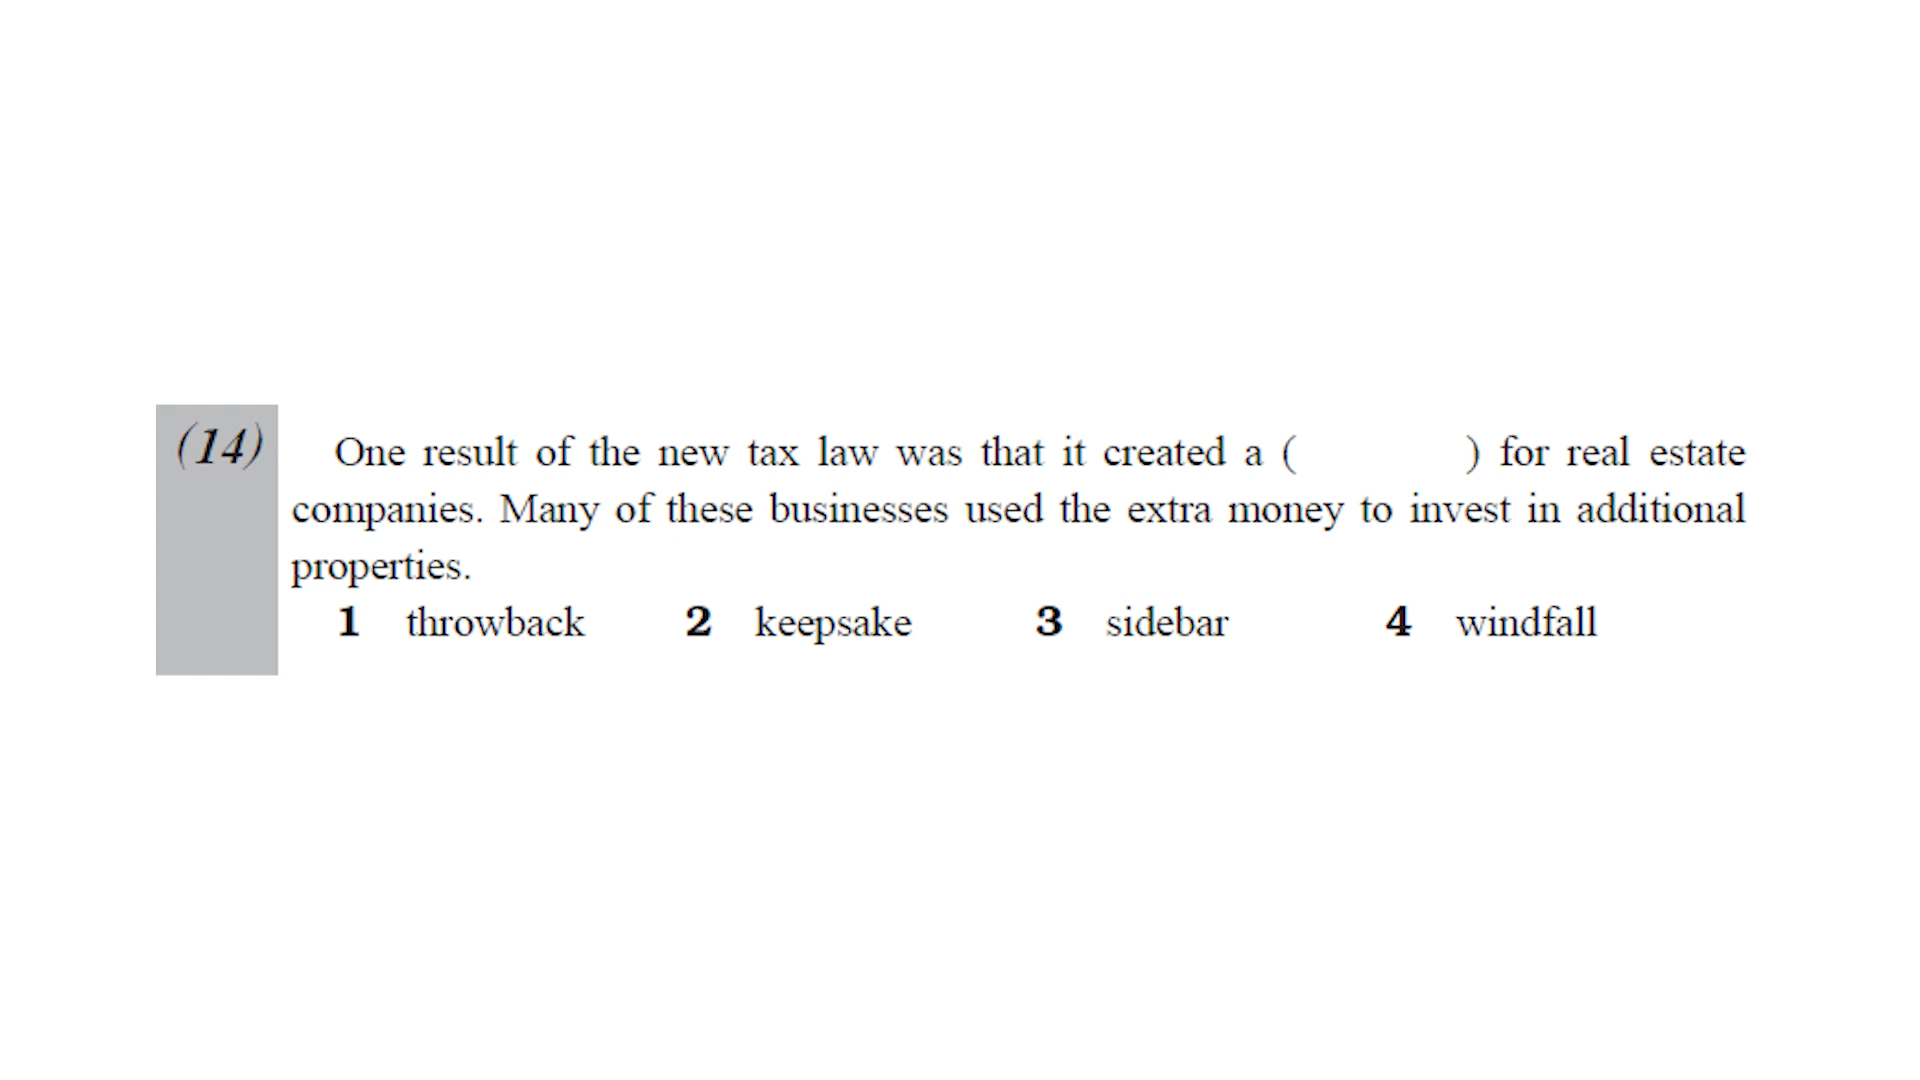 (14) One result of the new tax law was that it created a (          ) for real estate
companies. Many of these businesses used the extra money to invest in additional
properties.
1 throwback 2 keepsake 3 sidebar 4 windfall